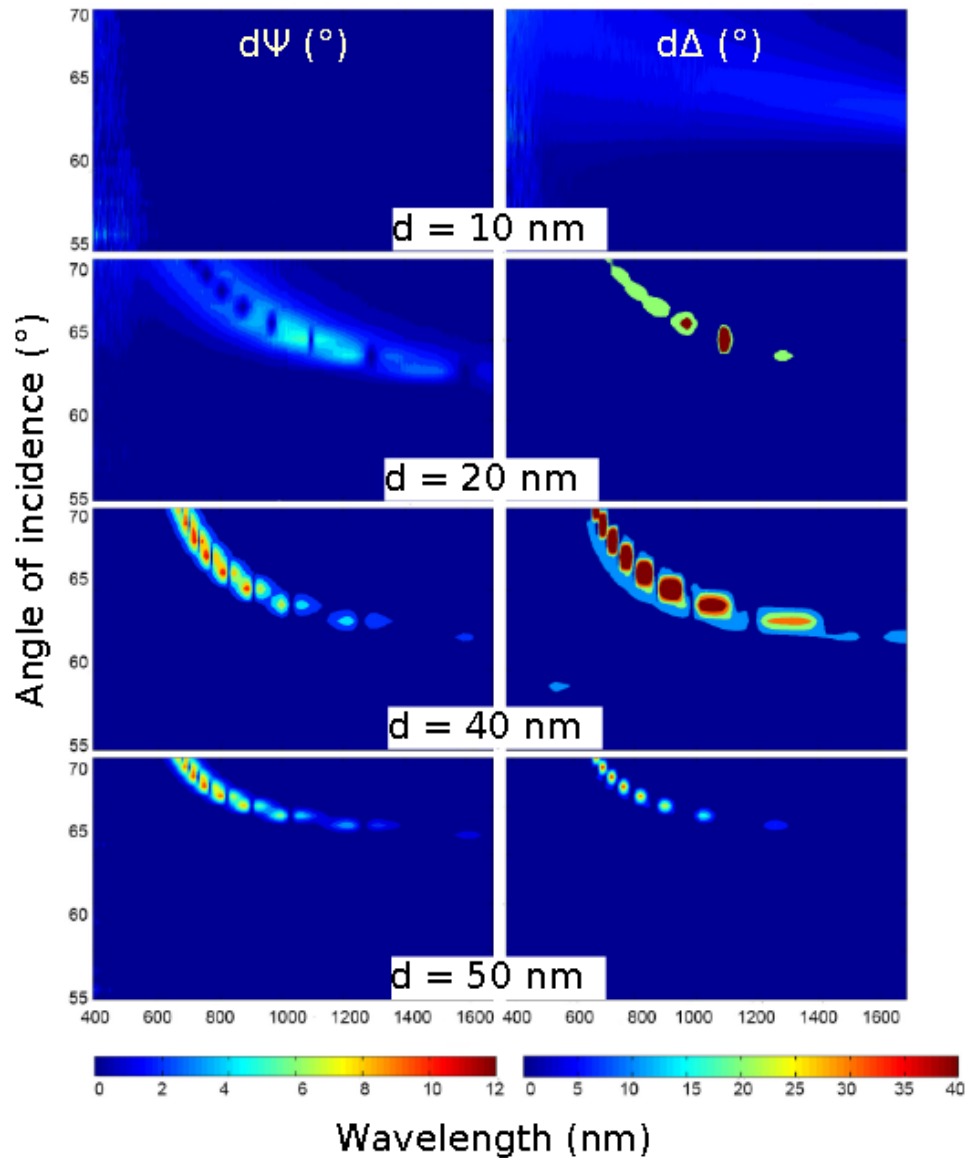 dΨ (°)
dΔ (°)
70
65
60
55
d = 10 nm
70
65
60
55
d = 20 nm
70
65
60
55
d = 40 nm
70
65
60
55
d = 50 nm
Angle of incidence (°)
400 600 800 1000 1200 1400 1600
400 600 800 1000 1200 1400 1600
0 2 4 6 8 10 12
0 5 10 15 20 25 30 35 40
Wavelength (nm)